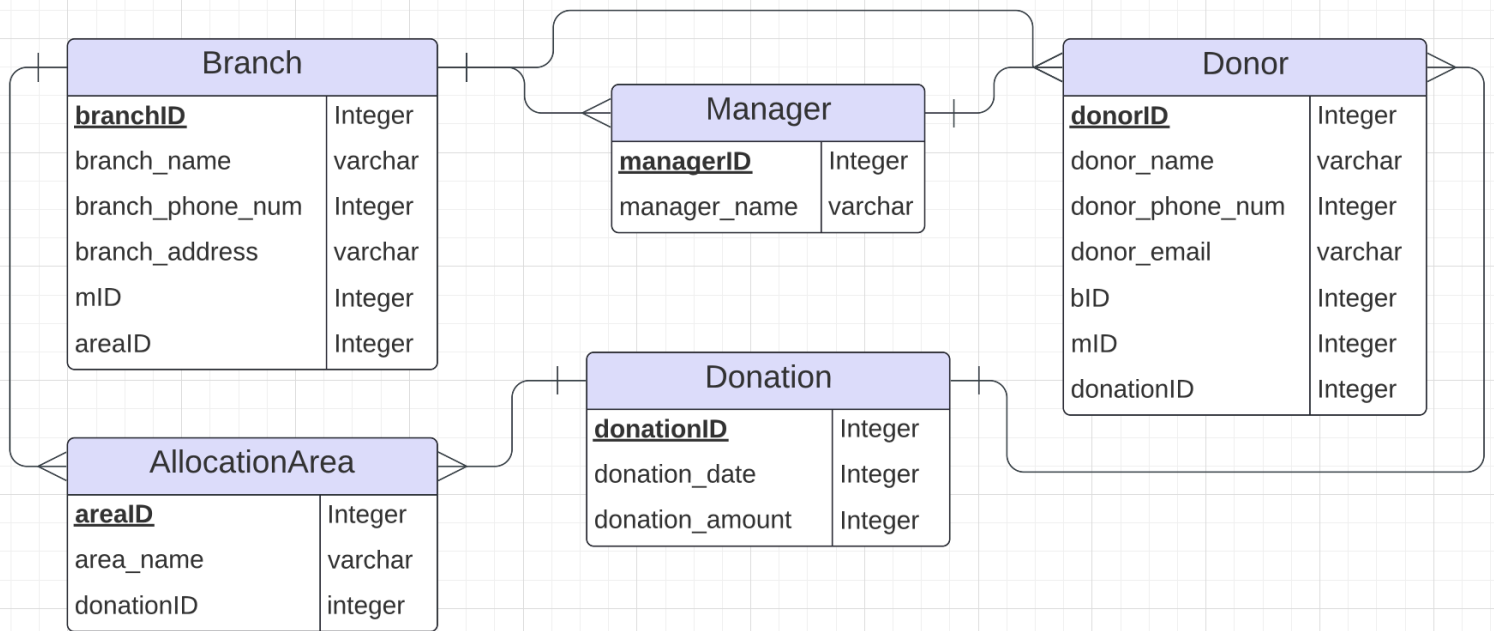 Branch
branchID Integer
branch_name varchar
branch_phone_num Integer
branch_address varchar
mID Integer
areaID Integer
Manager
managerID Integer
manager_name varchar
Donor
donorID Integer
donor_name varchar
donor_phone_num Integer
donor_email varchar
bID Integer
mID Integer
donationID Integer
AllocationArea
areaID Integer
area_name varchar
donationID integer
Donation
donationID Integer
donation_date Integer
donation_amount Integer